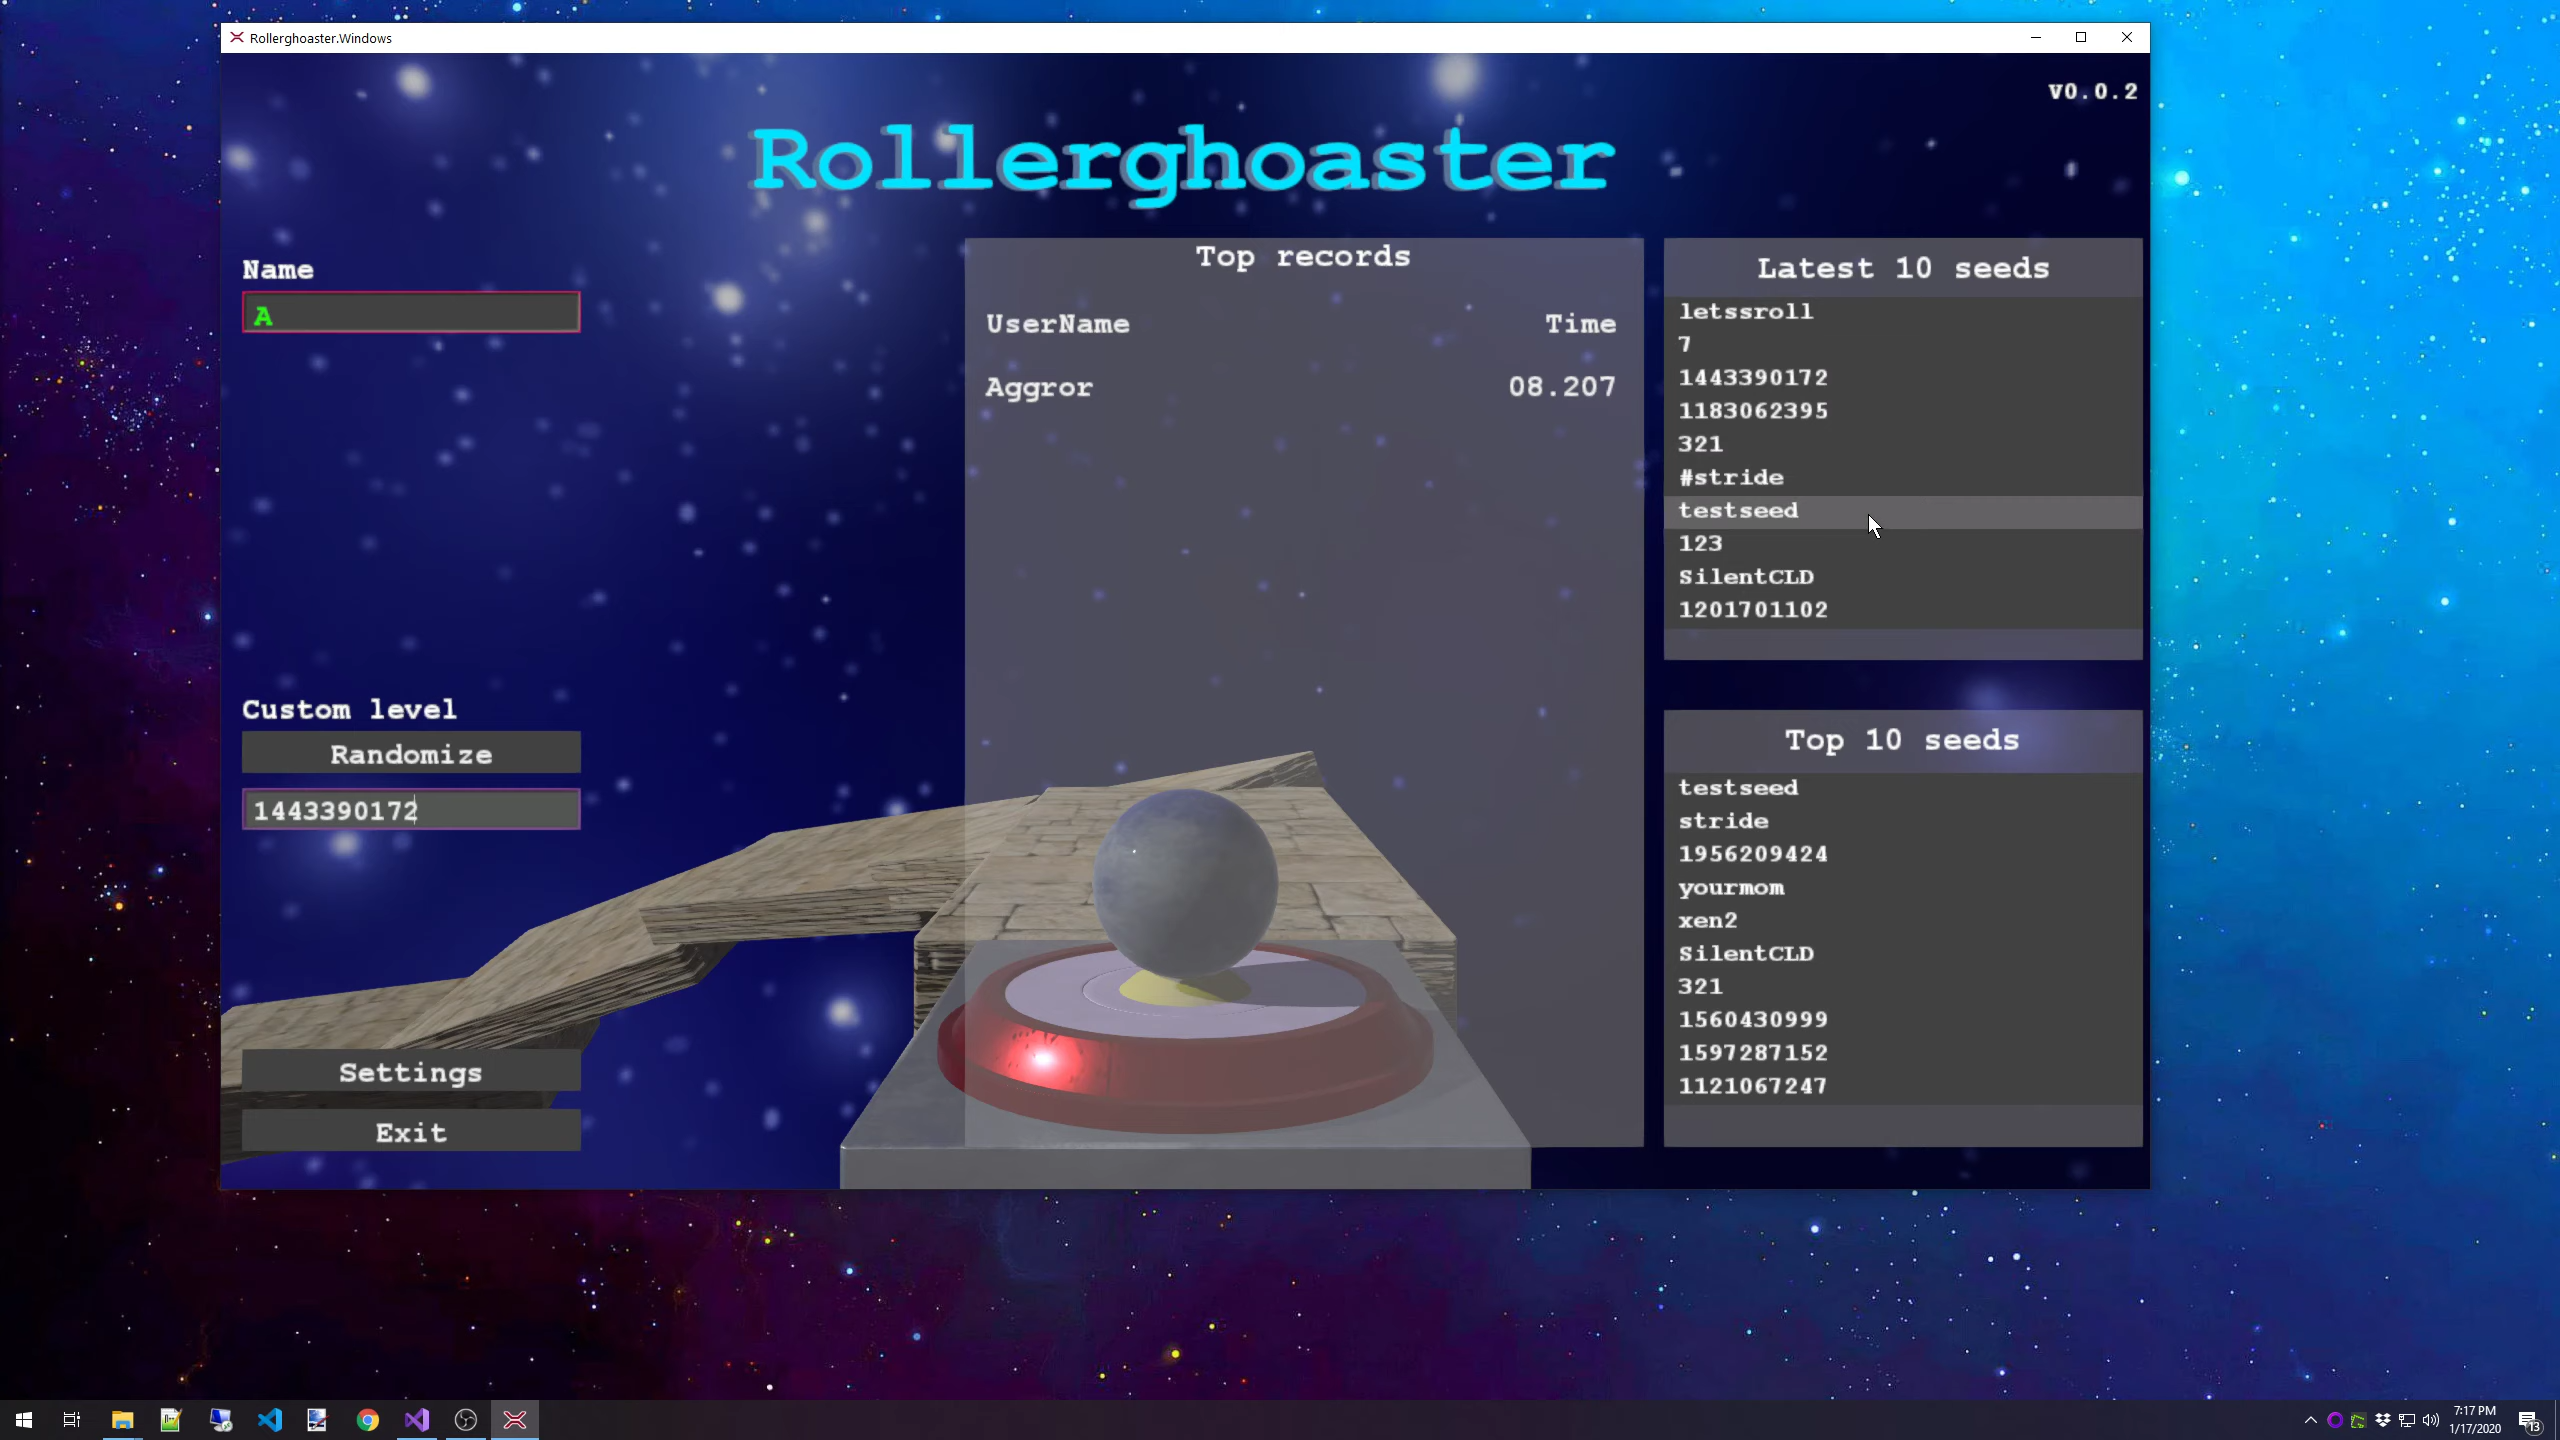 Rollerghoaster.Windows
v0.0.2
Rollerghoaster
Name
A
Custom level
Randomize
1443390172
Settings
Exit
Top records
UserName Time
Aggror 08.207
Latest 10 seeds
letssroll
7
1443390172
1183062395
321
#stride
testseed
123
SilentCLD
1201701102
Top 10 seeds
testseed
stride
1956209424
yourmom
xen2
SilentCLD
321
1560430999
1597287152
1121067247
7:17 PM
1/17/2020
13